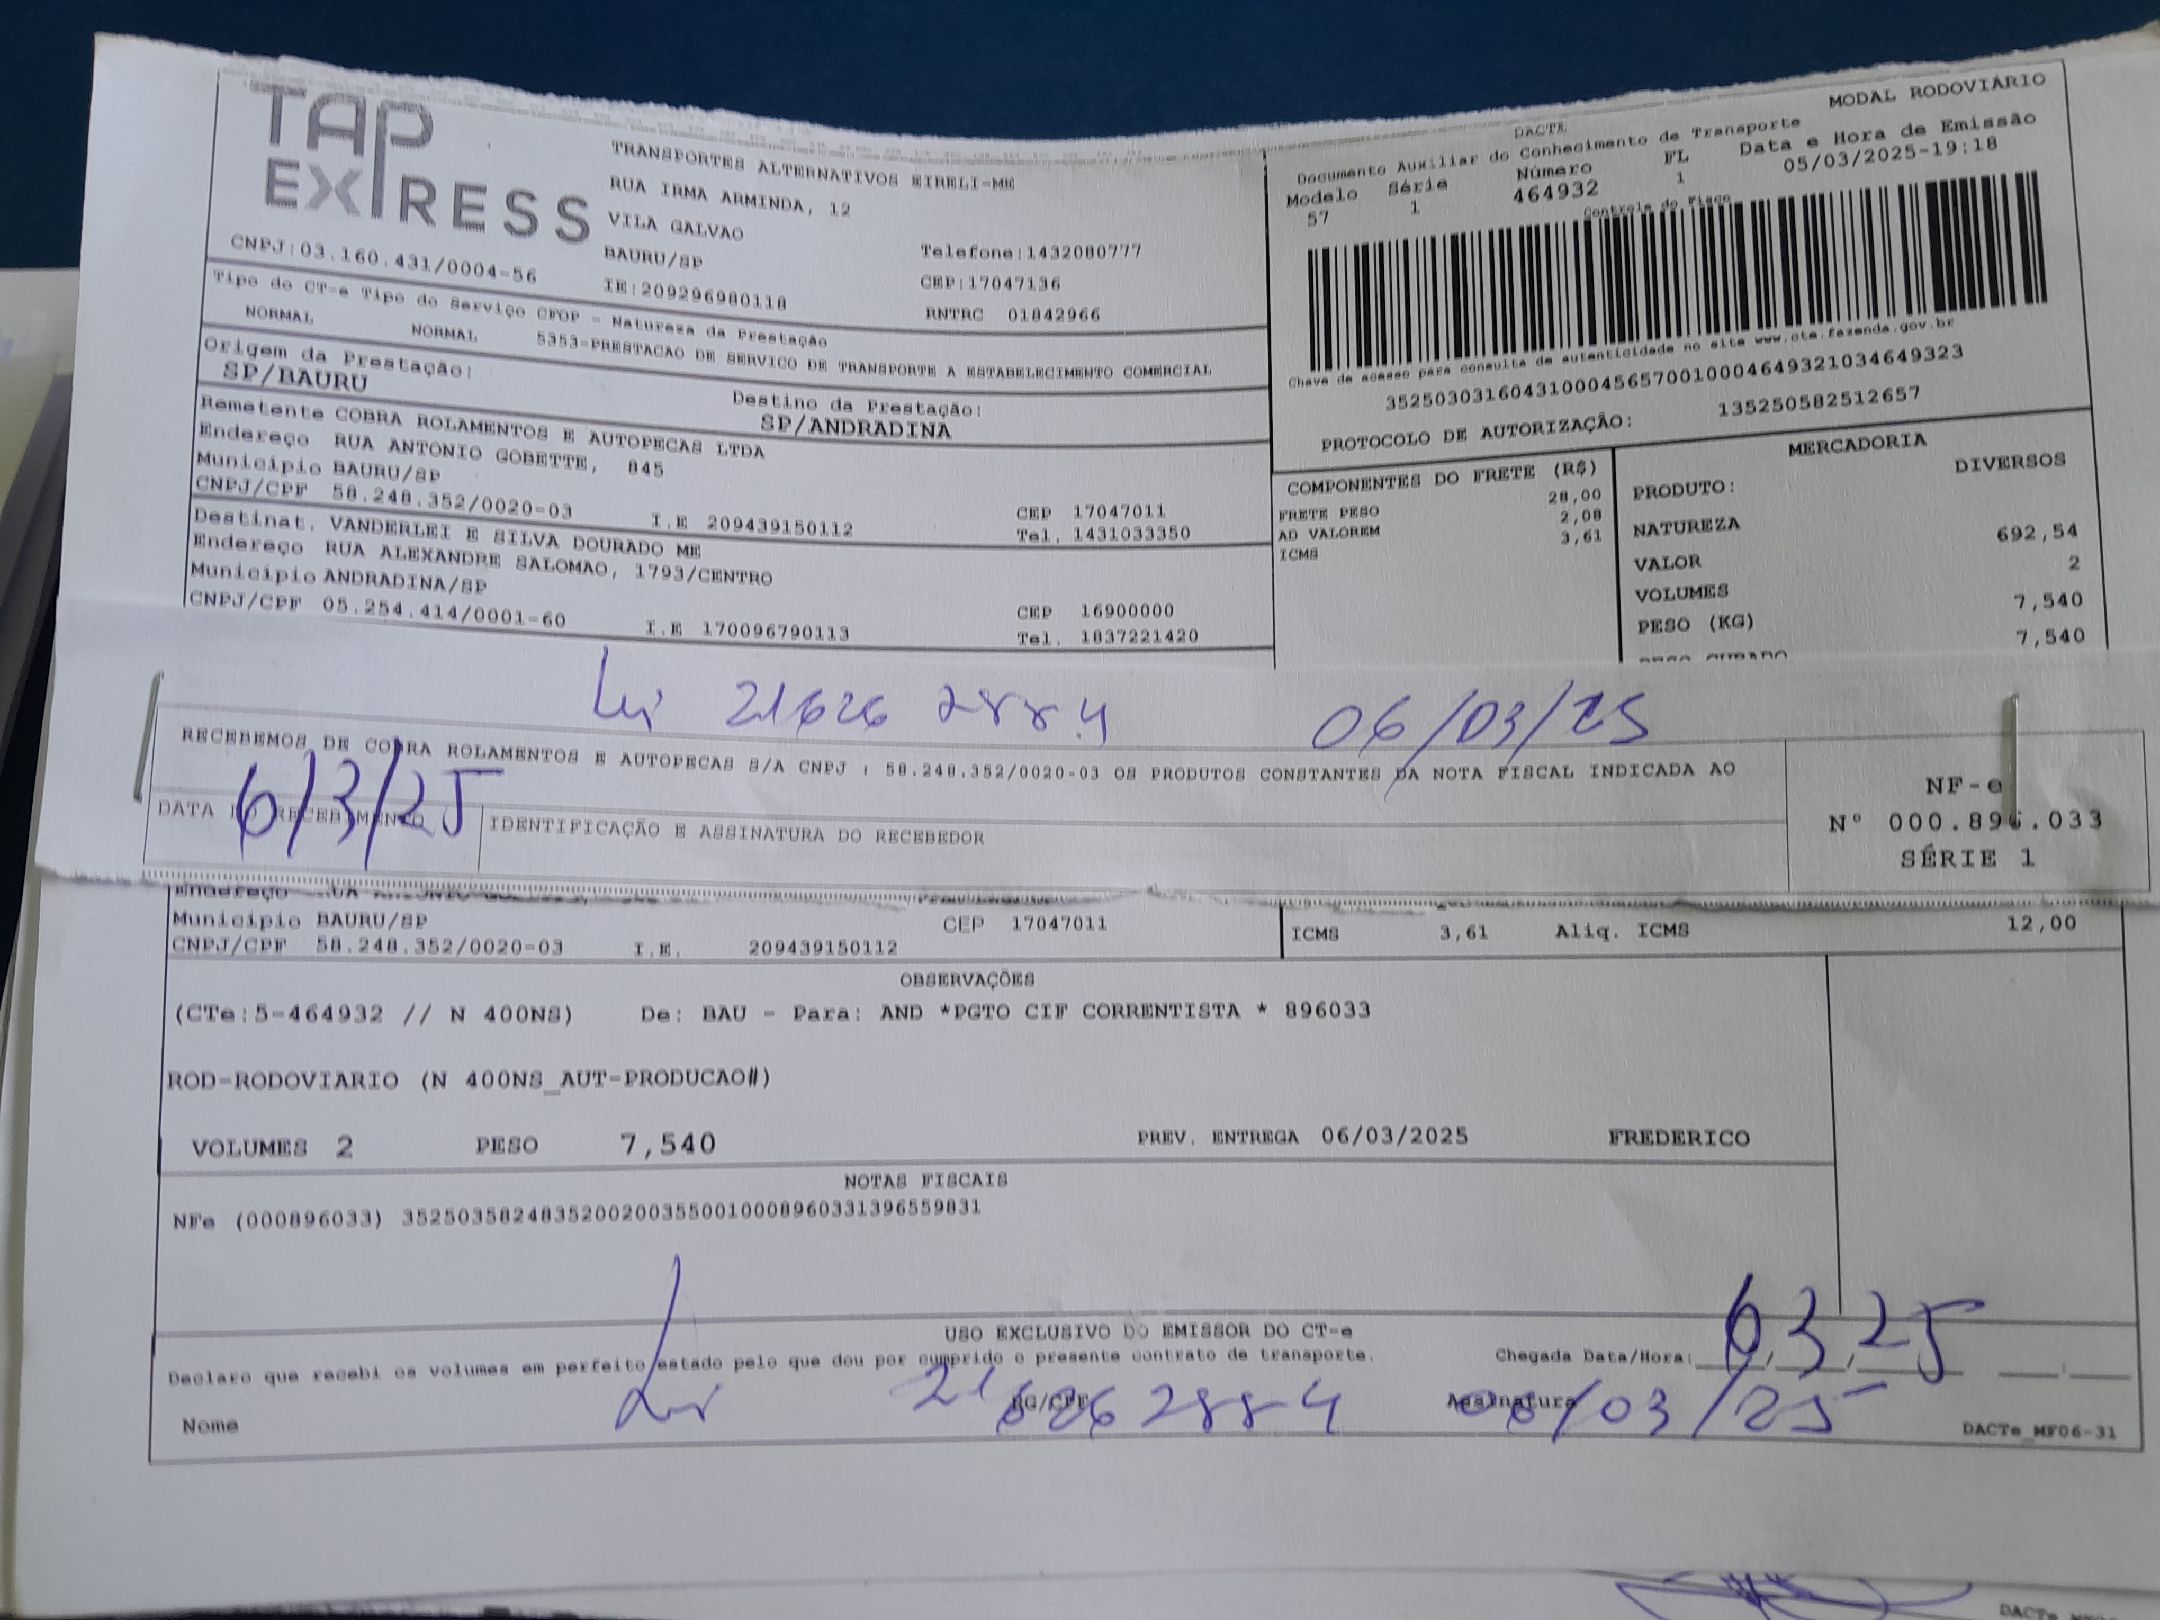 TAP
EXPRESS
TRANSPORTES ALTERNATIVOS EIRELI-ME
RUA IRMA ARMINDA, 12
VILA GALVAO
BAURU/SP
Telefone:1432080777
CNPJ:03.160.431/0004-56
IE:209296980118
CEP:17047136
RNTRC 01842966
Tipo do CT-e Tipo do Serviço CFOP - Natureza da Prestação
NORMAL NORMAL 5353-PRESTACAO DE SERVICO DE TRANSPORTE A ESTABELECIMENTO COMERCIAL
Origem da Prestação:
SP/BAURU
Destino da Prestação:
SP/ANDRADINA
Remetente COBRA ROLAMENTOS E AUTOPECAS LTDA
Endereço RUA ANTONIO GOBETTE, 845
Município BAURU/SP
CEP 17047011
CNPJ/CPF 58.248.352/0020-03 I.E 209439150112 Tel. 1431033350
Destinat. VANDERLEI E SILVA DOURADO ME
Endereço RUA ALEXANDRE SALOMAO, 1793/CENTRO
Município ANDRADINA/SP
CEP 16900000
CNPJ/CPF 05.254.414/0001-60 I.E 170096790113 Tel. 1837221420
MODAL RODOVIÁRIO
DACTE
Documento Auxiliar do Conhecimento de Transporte
Modelo Série Número FL Data e Hora de Emissão
57 1 464932 1 05/03/2025-19:18
Controle do Fisco
Chave de acesso para consulta de autenticidade no site www.cte.fazenda.gov.br
35250303160431000456570010004649321034649323
PROTOCOLO DE AUTORIZAÇÃO: 135250582512657
COMPONENTES DO FRETE (R$)
FRETE PESO 28,00
AD VALOREM 2,08
ICMS 3,61
MERCADORIA
PRODUTO: DIVERSOS
NATUREZA
VALOR 692,54
VOLUMES 2
PESO (KG) 7,540
PESO CUBADO 7,540
21626 288.4 06/03/25
RECEBEMOS DE COBRA ROLAMENTOS E AUTOPECAS S/A CNPJ : 58.248.352/0020-03 OS PRODUTOS CONSTANTES DA NOTA FISCAL INDICADA AO
DATA DO RECEBIMENTO
6/3/25
IDENTIFICAÇÃO E ASSINATURA DO RECEBEDOR
NF-e
Nº 000.896.033
SÉRIE 1
Endereço
Município BAURU/SP CEP 17047011
CNPJ/CPF 58.248.352/0020-03 I.E. 209439150112
ICMS 3,61 Aliq. ICMS 12,00
OBSERVAÇÕES
(CTe:5-464932 // N 400NS) De: BAU - Para: AND *PGTO CIF CORRENTISTA * 896033
ROD-RODOVIARIO (N 400NS_AUT-PRODUCAO#)
VOLUMES 2 PESO 7,540 PREV. ENTREGA 06/03/2025 FREDERICO
NOTAS FISCAIS
NFe (000896033) 35250358248352002003550010008960331396559831
USO EXCLUSIVO DO EMISSOR DO CT-e
Declaro que recebi os volumes em perfeito estado pelo que dou por cumprido o presente contrato de transporte.
Chegada Data/Hora: 6 3 25
Nome RG/CPF 21626 2884 Assinatura 06/03/25
DACTe_MF06-31